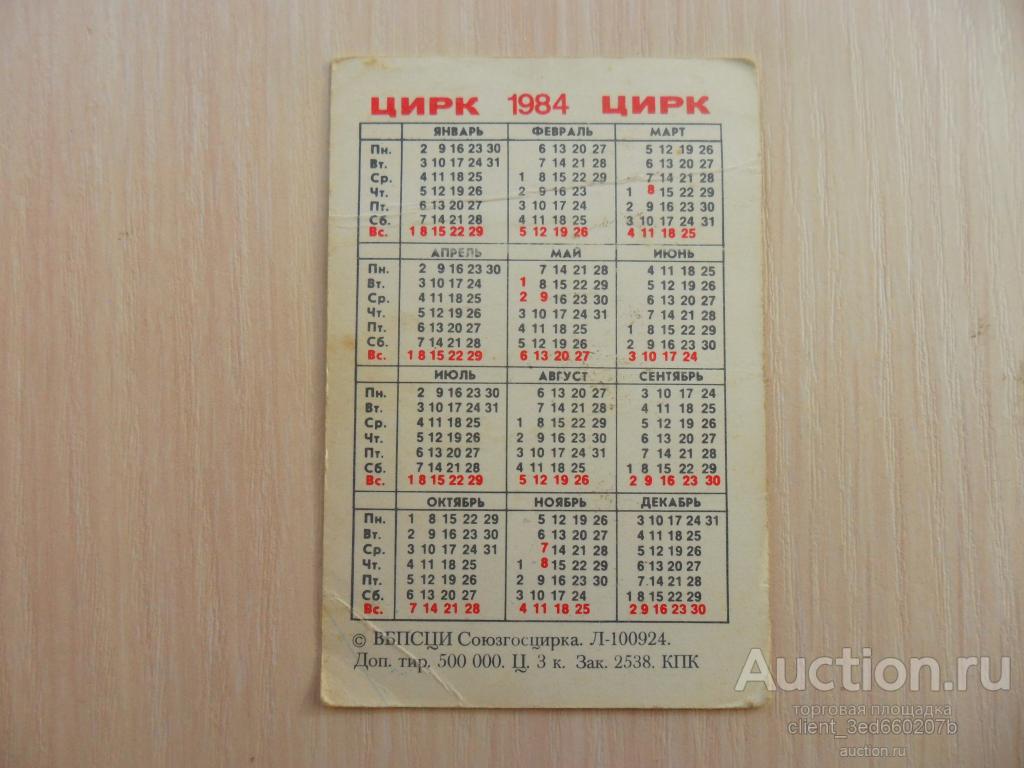 ЦИРК 1984 ЦИРК
ЯНВАРЬ ФЕВРАЛЬ МАРТ
Пн. 2 9 16 23 30 6 13 20 27 5 12 19 26
Вт. 3 10 17 24 31 7 14 21 28 6 13 20 27
Ср. 4 11 18 25 1 8 15 22 29 7 14 21 28
Чт. 5 12 19 26 2 9 16 23 1 8 15 22 29
Пт. 6 13 20 27 3 10 17 24 2 9 16 23 30
Сб. 7 14 21 28 4 11 18 25 3 10 17 24 31
Вс. 1 8 15 22 29 5 12 19 26 4 11 18 25
АПРЕЛЬ МАЙ ИЮНЬ
Пн. 2 9 16 23 30 7 14 21 28 4 11 18 25
Вт. 3 10 17 24 1 8 15 22 29 5 12 19 26
Ср. 4 11 18 25 2 9 16 23 30 6 13 20 27
Чт. 5 12 19 26 3 10 17 24 31 7 14 21 28
Пт. 6 13 20 27 4 11 18 25 1 8 15 22 29
Сб. 7 14 21 28 5 12 19 26 2 9 16 23 30
Вс. 1 8 15 22 29 6 13 20 27 3 10 17 24
ИЮЛЬ АВГУСТ СЕНТЯБРЬ
Пн. 2 9 16 23 30 6 13 20 27 3 10 17 24
Вт. 3 10 17 24 31 7 14 21 28 4 11 18 25
Ср. 4 11 18 25 1 8 15 22 29 5 12 19 26
Чт. 5 12 19 26 2 9 16 23 30 6 13 20 27
Пт. 6 13 20 27 3 10 17 24 31 7 14 21 28
Сб. 7 14 21 28 4 11 18 25 1 8 15 22 29
Вс. 1 8 15 22 29 5 12 19 26 2 9 16 23 30
ОКТЯБРЬ НОЯБРЬ ДЕКАБРЬ
Пн. 1 8 15 22 29 5 12 19 26 3 10 17 24 31
Вт. 2 9 16 23 30 6 13 20 27 4 11 18 25
Ср. 3 10 17 24 31 7 14 21 28 5 12 19 26
Чт. 4 11 18 25 1 8 15 22 29 6 13 20 27
Пт. 5 12 19 26 2 9 16 23 30 7 14 21 28
Сб. 6 13 20 27 3 10 17 24 1 8 15 22 29
Вс. 7 14 21 28 4 11 18 25 2 9 16 23 30
© ВБПСЦИ Союзгосцирка. Л-100924.
Доп. тир. 500 000. Ц. 3 к. Зак. 2538. КПК
Auction.ru
торговая площадка
client_3ed660207b
auction.ru